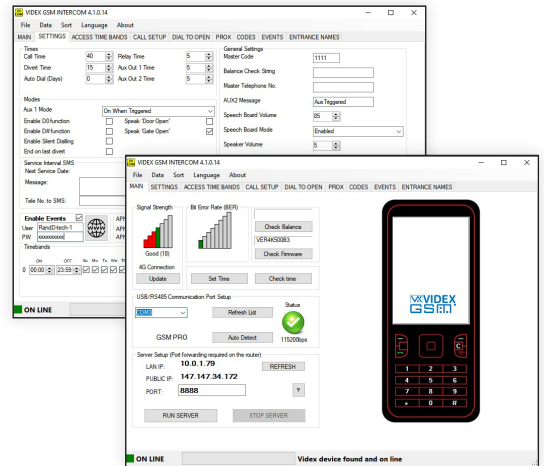 VIDEX GSM INTERCOM 4.1.0.14
File Data Sort Language About
MAIN SETTINGS ACCESS TIME BANDS CALL SETUP DIAL TO OPEN PROX CODES EVENTS ENTRANCE NAMES
Times
Call Time 40 Relay Time 5
Divert Time 15 Aux Out 1 Time 5
Auto Dial (Days) 0 Aux Out 2 Time 5
General Settings
Master Code 1111
Balance Check String
Master Telephone No.
AUX2 Message Aux Triggered
Speech Board Volume 85
Speech Board Mode Enabled
Speaker Volume 5
Modes
Aux 1 Mode On When Triggered
Enable D0 function Speak 'Door Open'
Enable D# function Speak 'Gate Open'
Enable Silent Dialling
End on last divert
Service Interval SMS
Next Service Date:
Message:
Tele No. to SMS:
Enable Events
User RandDtech-1
PW xxxxxxxxxx
WWW
Timebands
ON OFF Su Mo Tu We
0 00:00 23:59
ON LINE
VIDEX GSM INTERCOM 4.1.0.14
File Data Sort Language About
MAIN SETTINGS ACCESS TIME BANDS CALL SETUP DIAL TO OPEN PROX CODES EVENTS ENTRANCE NAMES
Signal Strength Bit Error Rate (BER)
Good (18)
Check Balance
VER4K500B3
Check Firmware
4G Connection
Update Set Time Check time
USB/RS485 Communication Port Setup
COM3 Refresh List Status
GSM PRO Auto Detect 115200bps
Server Setup (Port forwarding required on the router)
LAN IP: 10.0.1.79 REFRESH
PUBLIC IP: 147.147.34.172
PORT: 8888 ?
RUN SERVER STOP SERVER
VIDEX
GSM
C
1 2 3
4 5 6
7 8 9
* 0 #
ON LINE Videx device found and on line